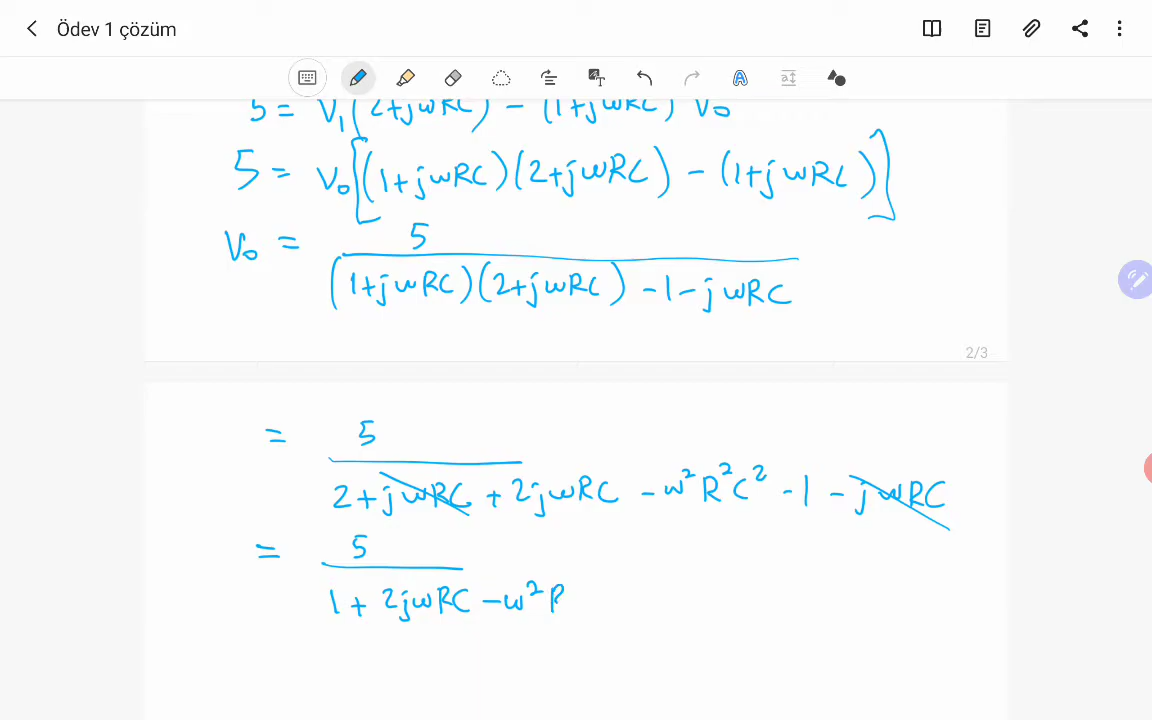 Ödev 1 çözüm
5 = V₁(2+jωRC) - (1+jωRC) V₀
5 = V₀[(1+jωRC)(2+jωRC) - (1+jωRC)]
V₀ = 5
(1+jωRC)(2+jωRC) -1-jωRC
2/3
= 5
2+jωRC + 2jωRC - ω²R²C² - 1 - jωRC
= 5
1 + 2jωRC - ω²R